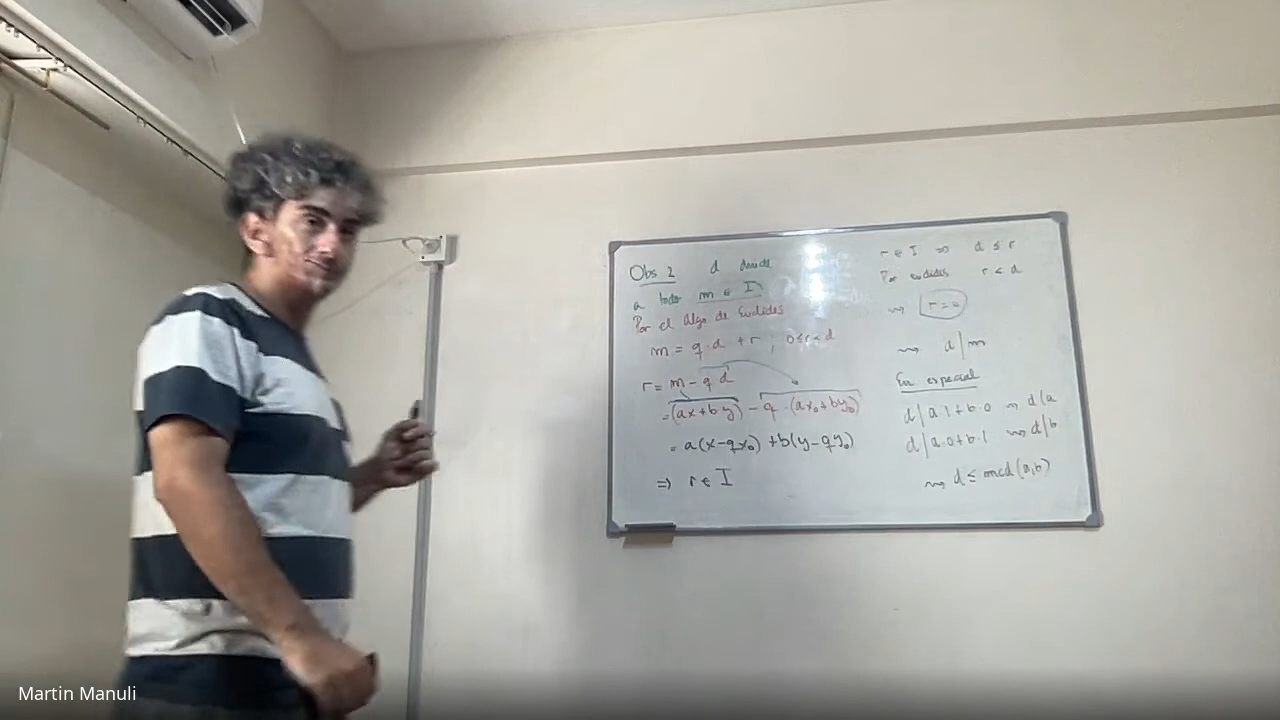 Obs 2 d divide
a todo m ∈ I
Por el Algo de Euclides
m = q·d + r ; 0 ≤ r < d
r = m - q d
= (ax + by) - q·(ax₀ + by₀)
= a(x - qx₀) + b(y - qy₀)
⇒ r ∈ I
r ∈ I ⇒ d ≤ r
Por euclides r < d
⇝ r = 0
⇝ d | m
En especial
d | a·1 + b·0 ⇝ d | a
d | a·0 + b·1 ⇝ d | b
⇝ d ≤ mcd(a,b)
Martin Manuli